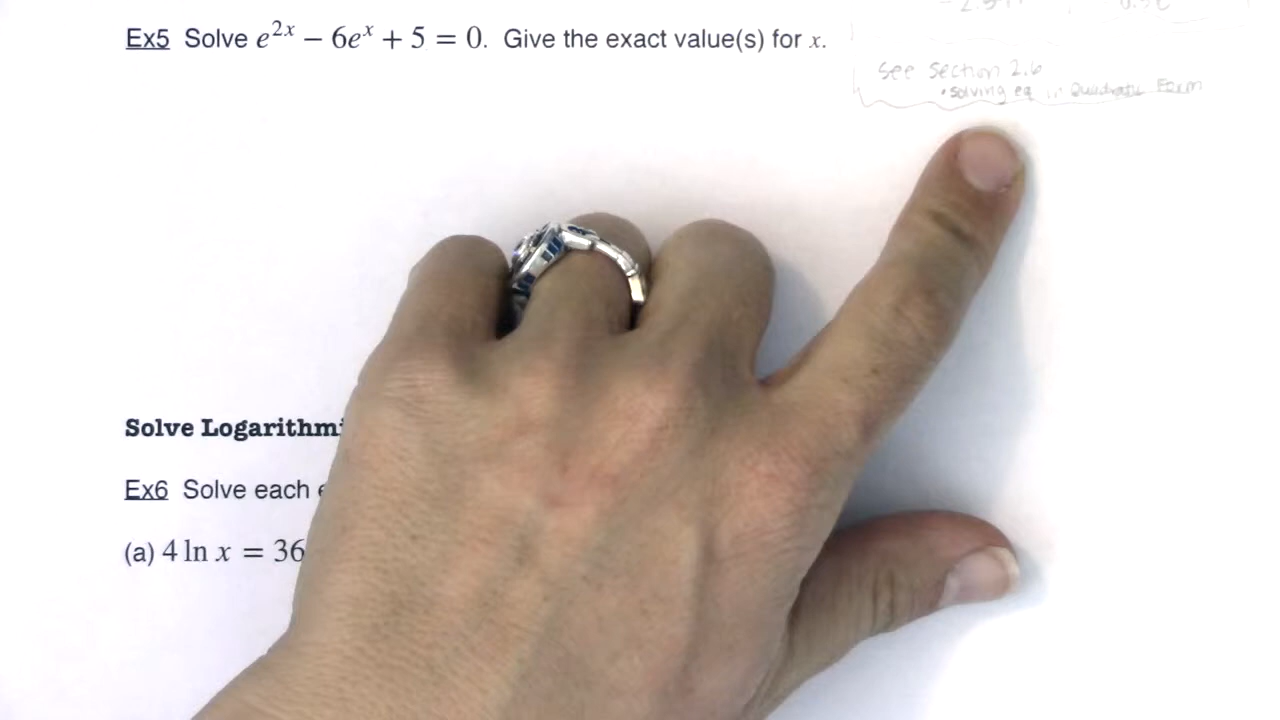 Ex5 Solve e^{2x} − 6e^x + 5 = 0. Give the exact value(s) for x.
See Section 2.6
• solving eq in Quadratic Form
Solve Logarithmi
Ex6 Solve each
(a) 4 ln x = 36